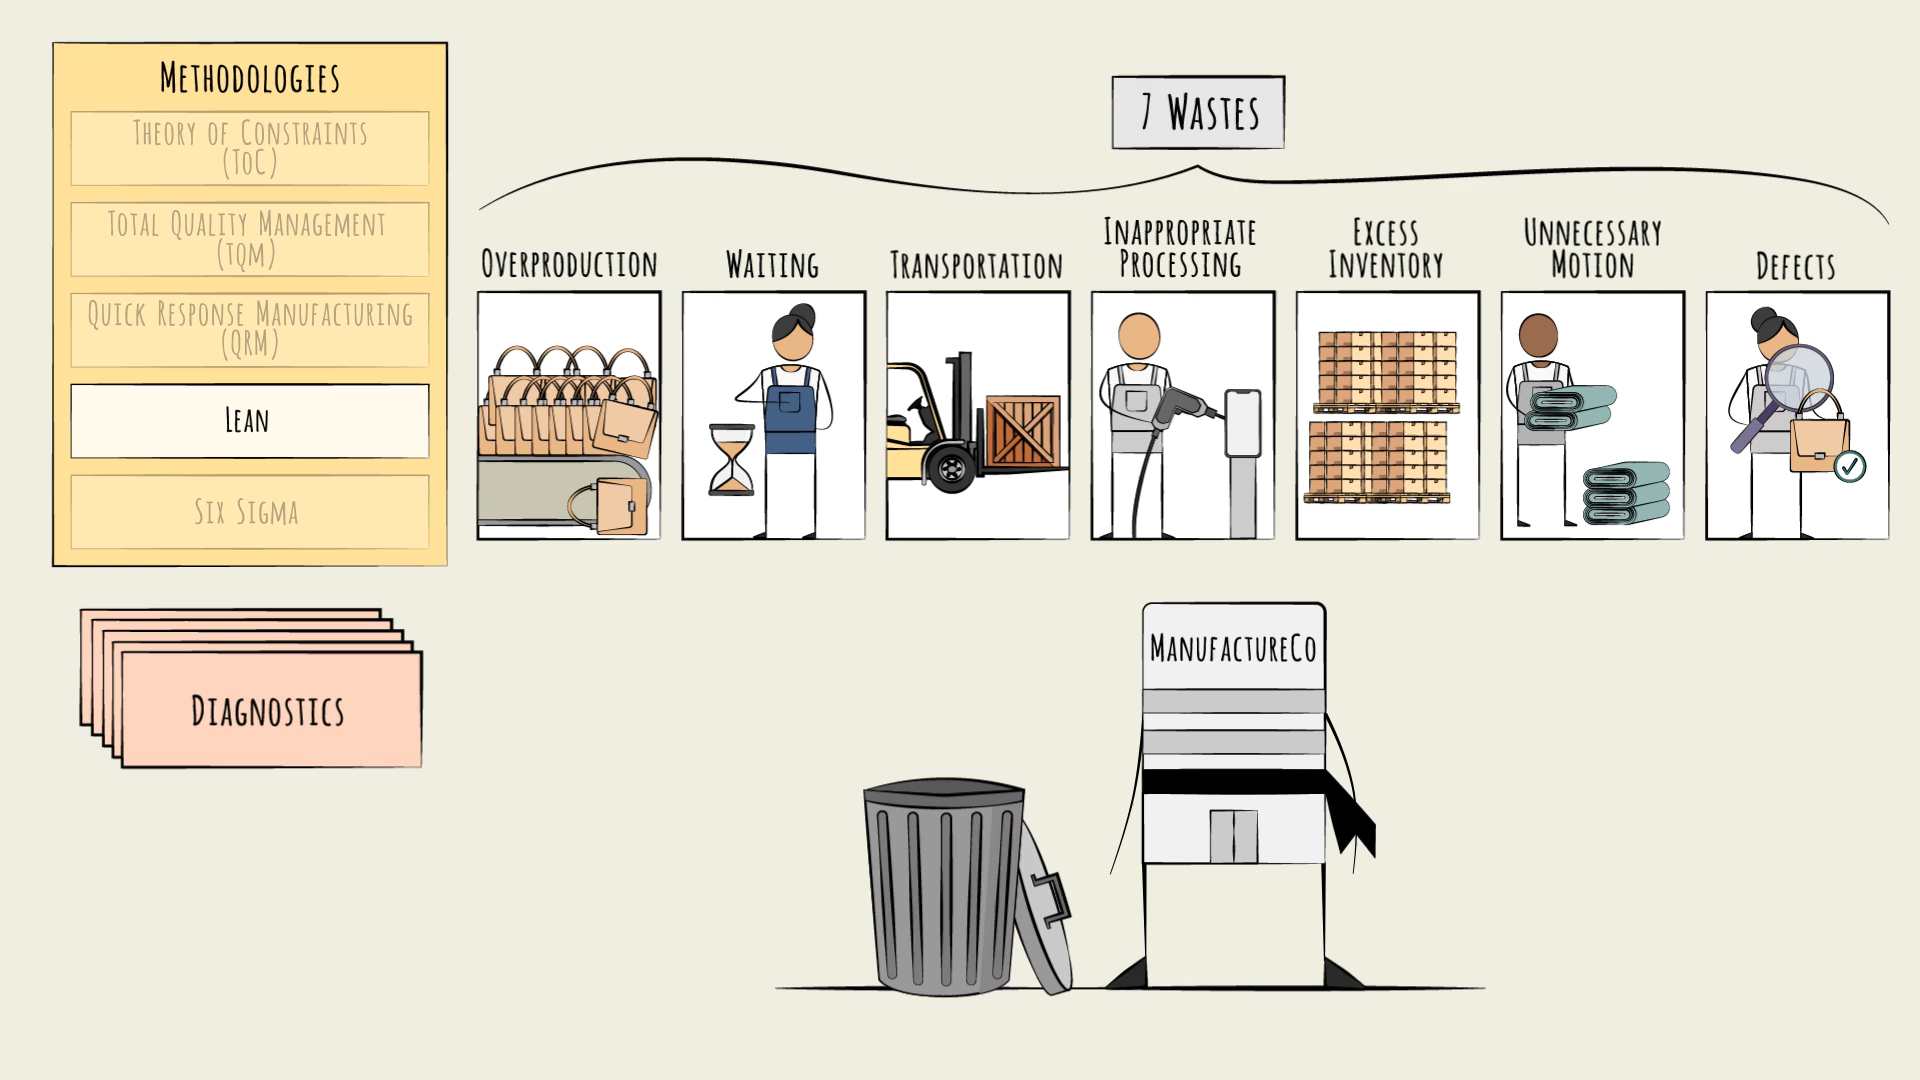 Methodologies
Theory of Constraints
(ToC)
Total Quality Management
(TQM)
Quick Response Manufacturing
(QRM)
Lean
Six Sigma
Diagnostics
7 Wastes
Overproduction
Waiting
Transportation
Inappropriate
Processing
Excess
Inventory
Unnecessary
Motion
Defects
ManufactureCo